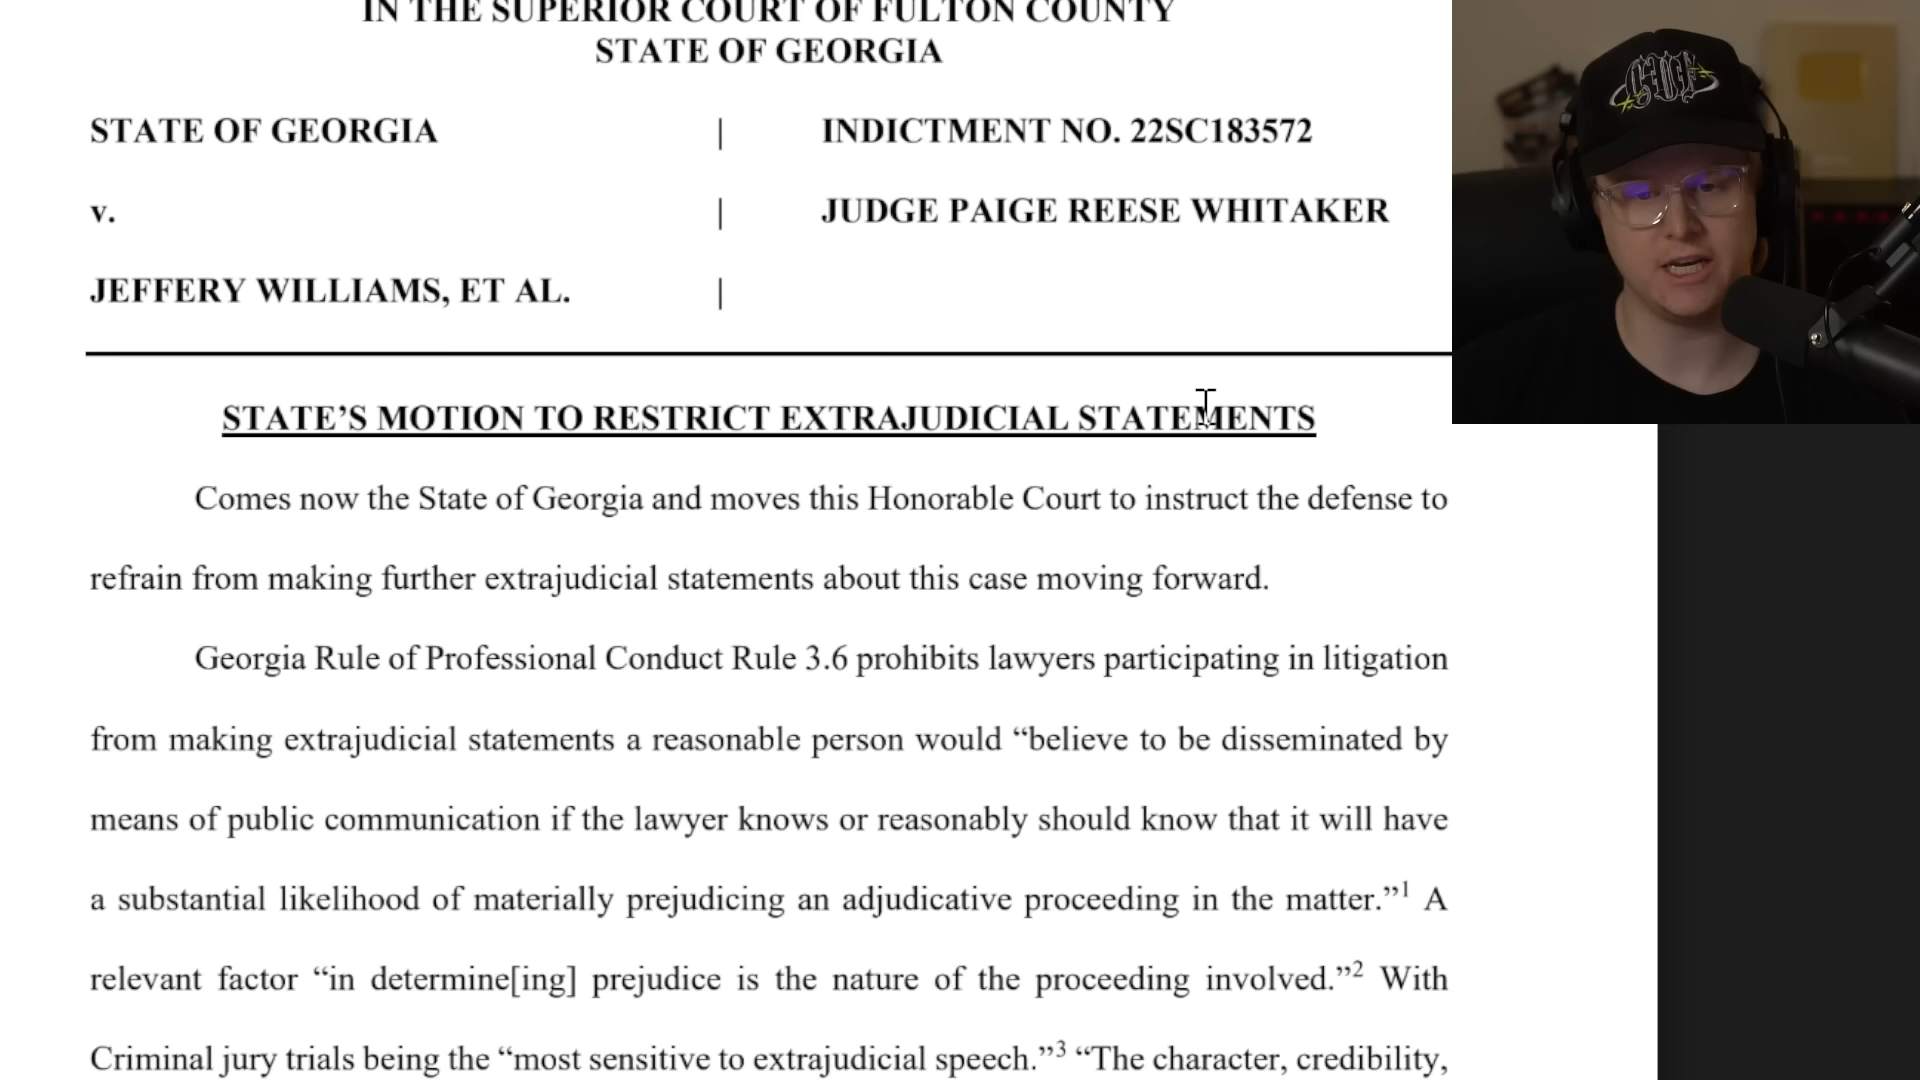 IN THE SUPERIOR COURT OF FULTON COUNTY
STATE OF GEORGIA
STATE OF GEORGIA | INDICTMENT NO. 22SC183572
v. | JUDGE PAIGE REESE WHITAKER
JEFFERY WILLIAMS, ET AL. |
STATE’S MOTION TO RESTRICT EXTRAJUDICIAL STATEMENTS
Comes now the State of Georgia and moves this Honorable Court to instruct the defense to
refrain from making further extrajudicial statements about this case moving forward.
Georgia Rule of Professional Conduct Rule 3.6 prohibits lawyers participating in litigation
from making extrajudicial statements a reasonable person would “believe to be disseminated by
means of public communication if the lawyer knows or reasonably should know that it will have
a substantial likelihood of materially prejudicing an adjudicative proceeding in the matter.”¹ A
relevant factor “in determine[ing] prejudice is the nature of the proceeding involved.”² With
Criminal jury trials being the “most sensitive to extrajudicial speech.”³ “The character, credibility,